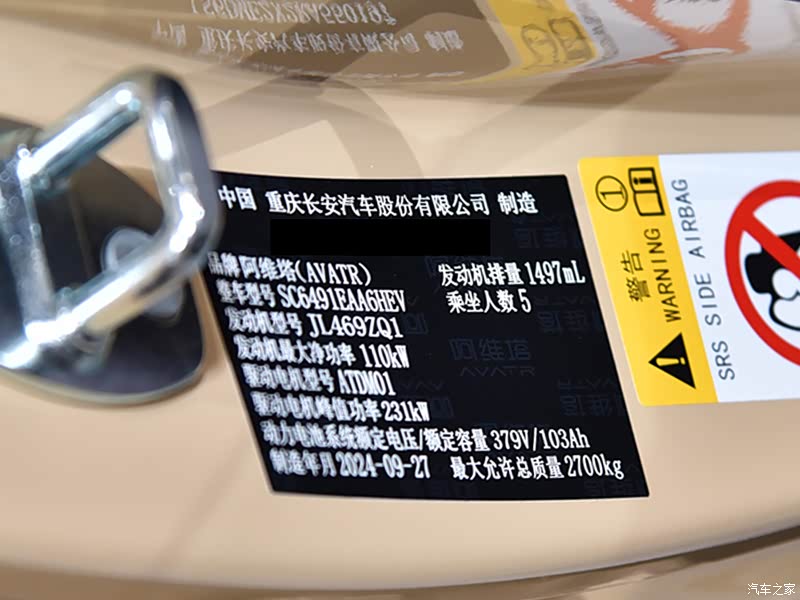 中国 重庆长安汽车股份有限公司 制造
品牌 阿维塔(AVATR) 发动机排量 1497mL
整车型号 SC6491EAA6HEV 乘坐人数 5
发动机型号 JL469ZQ1
发动机最大净功率 110kW
驱动电机型号 ATDM01
驱动电机峰值功率 231kW
动力电池系统额定电压/额定容量 379V/103Ah
制造年月 2024-09-27 最大允许总质量 2700kg
阿维塔
AVATR
警告
WARNING
SRS SIDE AIRBAG
汽车之家